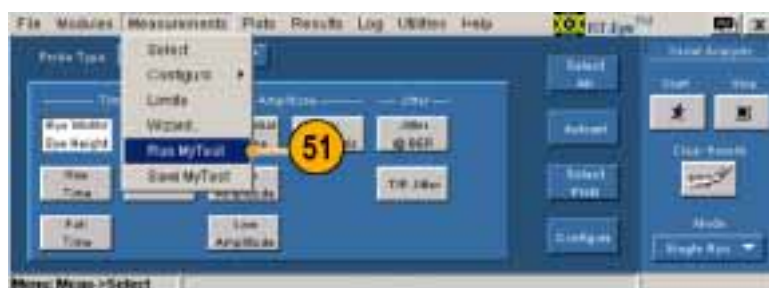 File Modules Measurements Plots Results Log Utilities Help
RT-Eye
Probe Type
Select
Configure
Limits
Wizard...
Run MyTest
Save MyTest
51
Amplitude
Jitter
Eye Width
Eye Height
Rise
Time
Fall
Time
Low
Amplitude
Jitter
@ BER
TIE Jitter
Select
All
Autoset
Select
Plots
Configure
Serial Analysis
Start Stop
Clear Results
Mode
Single Run
Menu: Meas->Select